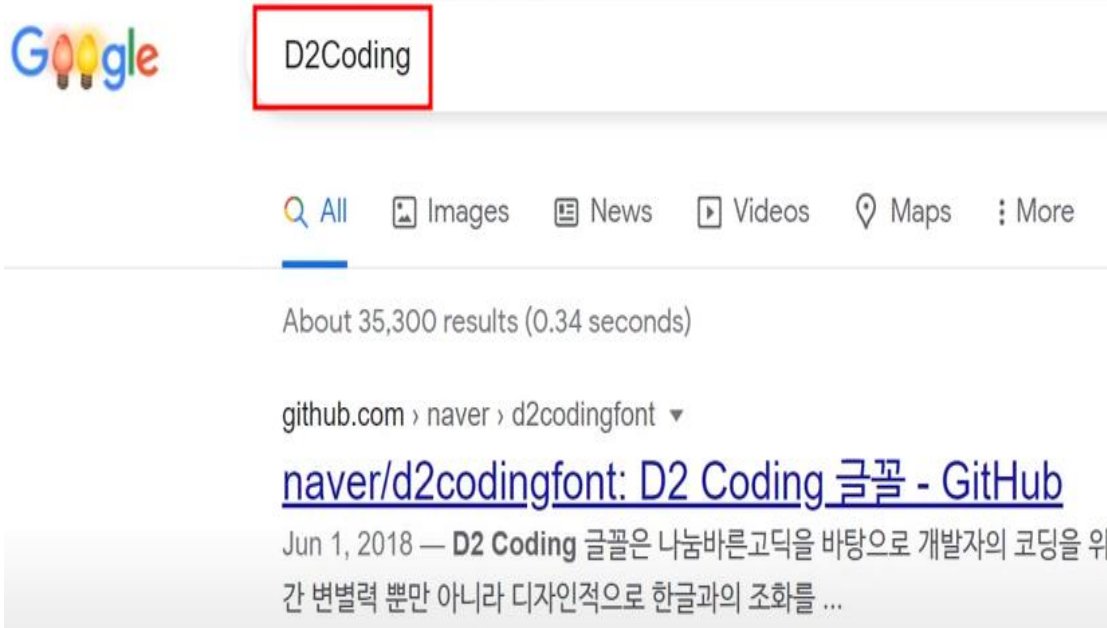 Google
D2Coding
All Images News Videos Maps More
About 35,300 results (0.34 seconds)
github.com › naver › d2codingfont
naver/d2codingfont: D2 Coding 글꼴 - GitHub
Jun 1, 2018 — D2 Coding 글꼴은 나눔바른고딕을 바탕으로 개발자의 코딩을 위
간 변별력 뿐만 아니라 디자인적으로 한글과의 조화를 ...